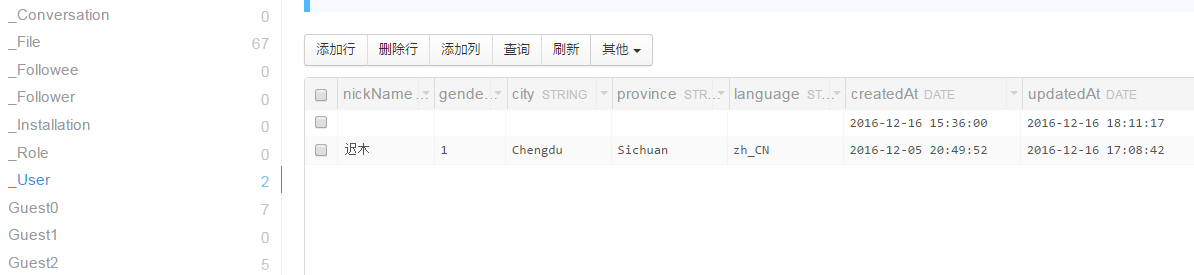 _Conversation 0
_File 67
_Followee 0
_Follower 0
_Installation 0
_Role 0
_User 2
Guest0 7
Guest1 0
Guest2 5
添加行 删除行 添加列 查询 刷新 其他
nickName ... gende... city STRING province STR... language ST... createdAt DATE updatedAt DATE
2016-12-16 15:36:00 2016-12-16 18:11:17
迟木 1 Chengdu Sichuan zh_CN 2016-12-05 20:49:52 2016-12-16 17:08:42